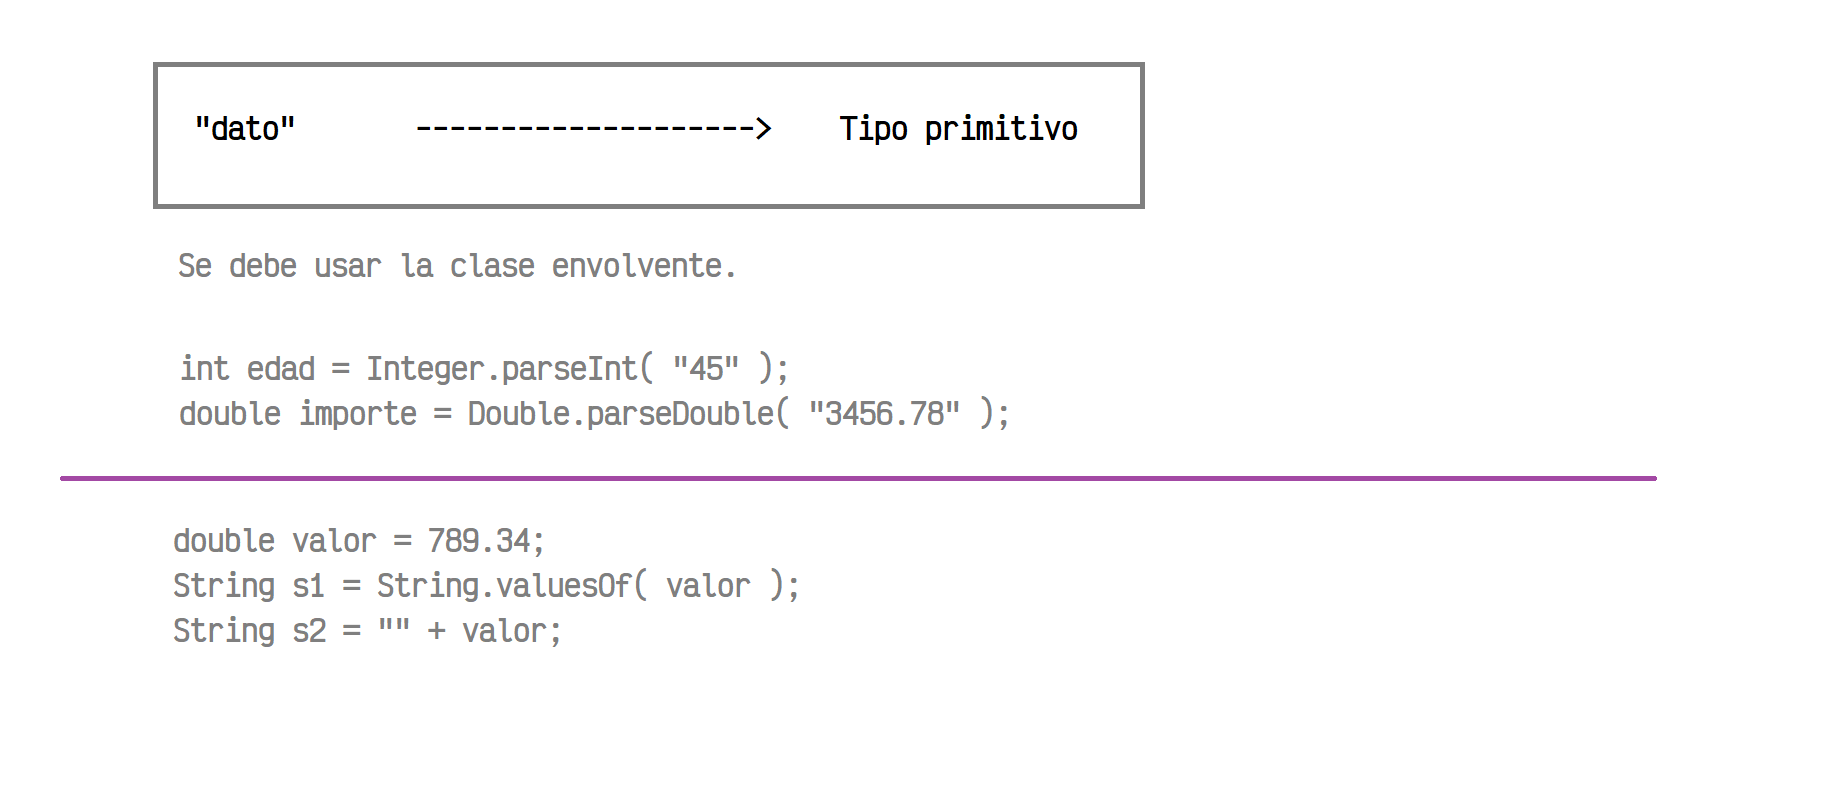 "dato" --------------------> Tipo primitivo
Se debe usar la clase envolvente.
int edad = Integer.parseInt( "45" );
double importe = Double.parseDouble( "3456.78" );
double valor = 789.34;
String s1 = String.valuesOf( valor );
String s2 = "" + valor;